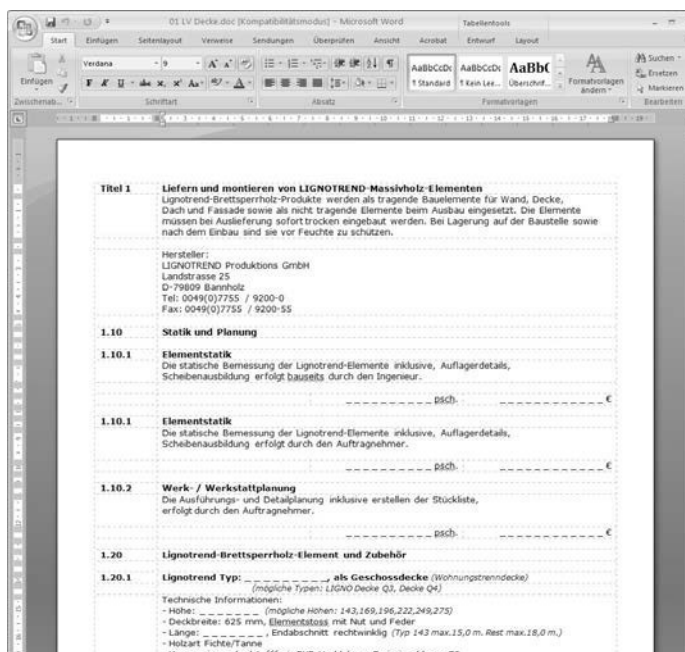 01 LV Decke.doc [Kompatibilitätsmodus] - Microsoft Word
Tabellentools
Start Einfügen Seitenlayout Verweise Sendungen Überprüfen Ansicht Acrobat Entwurf Layout
Verdana 9
Einfügen
F K U abc x, x² Aa A
AaBbCcDc AaBbCcDc AaBb(
¶ Standard ¶ Kein Lee... Überschrif...
Formatvorlagen ändern
Suchen
Ersetzen
Markieren
Zwischenab... Schriftart Absatz Formatvorlagen Bearbeiten
Titel 1 Liefern und montieren von LIGNOTREND-Massivholz-Elementen
Lignotrend-Brettsperrholz-Produkte werden als tragende Bauelemente für Wand, Decke,
Dach und Fassade sowie als nicht tragende Elemente beim Ausbau eingesetzt. Die Elemente
müssen bei Auslieferung sofort trocken eingebaut werden. Bei Lagerung auf der Baustelle sowie
nach dem Einbau sind sie vor Feuchte zu schützen.
Hersteller:
LIGNOTREND Produktions GmbH
Landstrasse 25
D-79809 Bannholz
Tel: 0049(0)7755 / 9200-0
Fax: 0049(0)7755 / 9200-55
1.10 Statik und Planung
1.10.1 Elementstatik
Die statische Bemessung der Lignotrend-Elemente inklusive, Auflagerdetails,
Scheibenausbildung erfolgt bauseits durch den Ingenieur.
_ _ _ _ _ _ _ _ _ psch. _ _ _ _ _ _ _ _ _ _ _ €
1.10.1 Elementstatik
Die statische Bemessung der Lignotrend-Elemente inklusive, Auflagerdetails,
Scheibenausbildung erfolgt durch den Auftragnehmer.
_ _ _ _ _ _ _ _ _ psch. _ _ _ _ _ _ _ _ _ _ _ €
1.10.2 Werk- / Werkstattplanung
Die Ausführungs- und Detailplanung inklusive erstellen der Stückliste,
erfolgt durch den Auftragnehmer.
_ _ _ _ _ _ _ _ _ psch. _ _ _ _ _ _ _ _ _ _ _ €
1.20 Lignotrend-Brettsperrholz-Element und Zubehör
1.20.1 Lignotrend Typ: _ _ _ _ _ _ _ _ _, als Geschossdecke (Wohnungstrenndecke)
(mögliche Typen: LIGNO Decke Q3, Decke Q4)
Technische Informationen:
- Höhe: _ _ _ _ _ _ _ (mögliche Höhen: 143,169,196,222,249,275)
- Deckbreite: 625 mm, Elementstoss mit Nut und Feder
- Länge: _ _ _ _ _ _ _ , Endabschnitt rechtwinklig (Typ 143 max.15,0 m. Rest max.18,0 m.)
- Holzart Fichte/Tanne